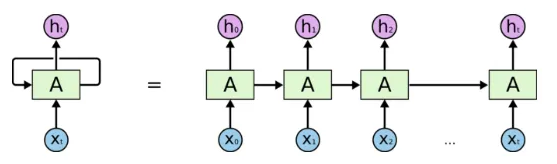 hₜ h₀ h₁ h₂ hₜ
A = A A A A
xₜ x₀ x₁ x₂ ... xₜ